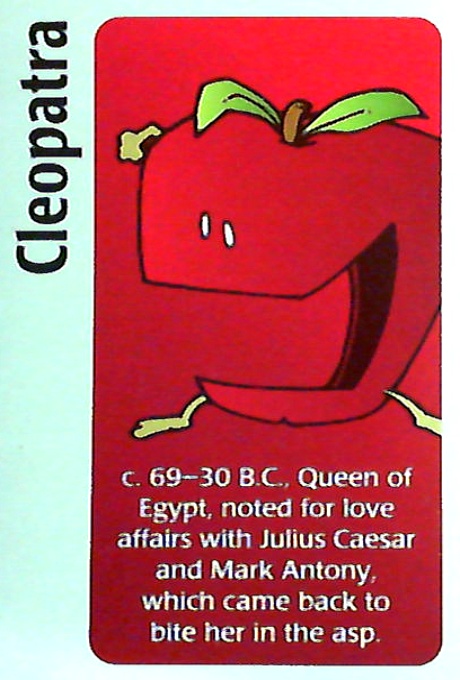 Cleopatra
c. 69–30 B.C., Queen of
Egypt, noted for love
affairs with Julius Caesar
and Mark Antony,
which came back to
bite her in the asp.